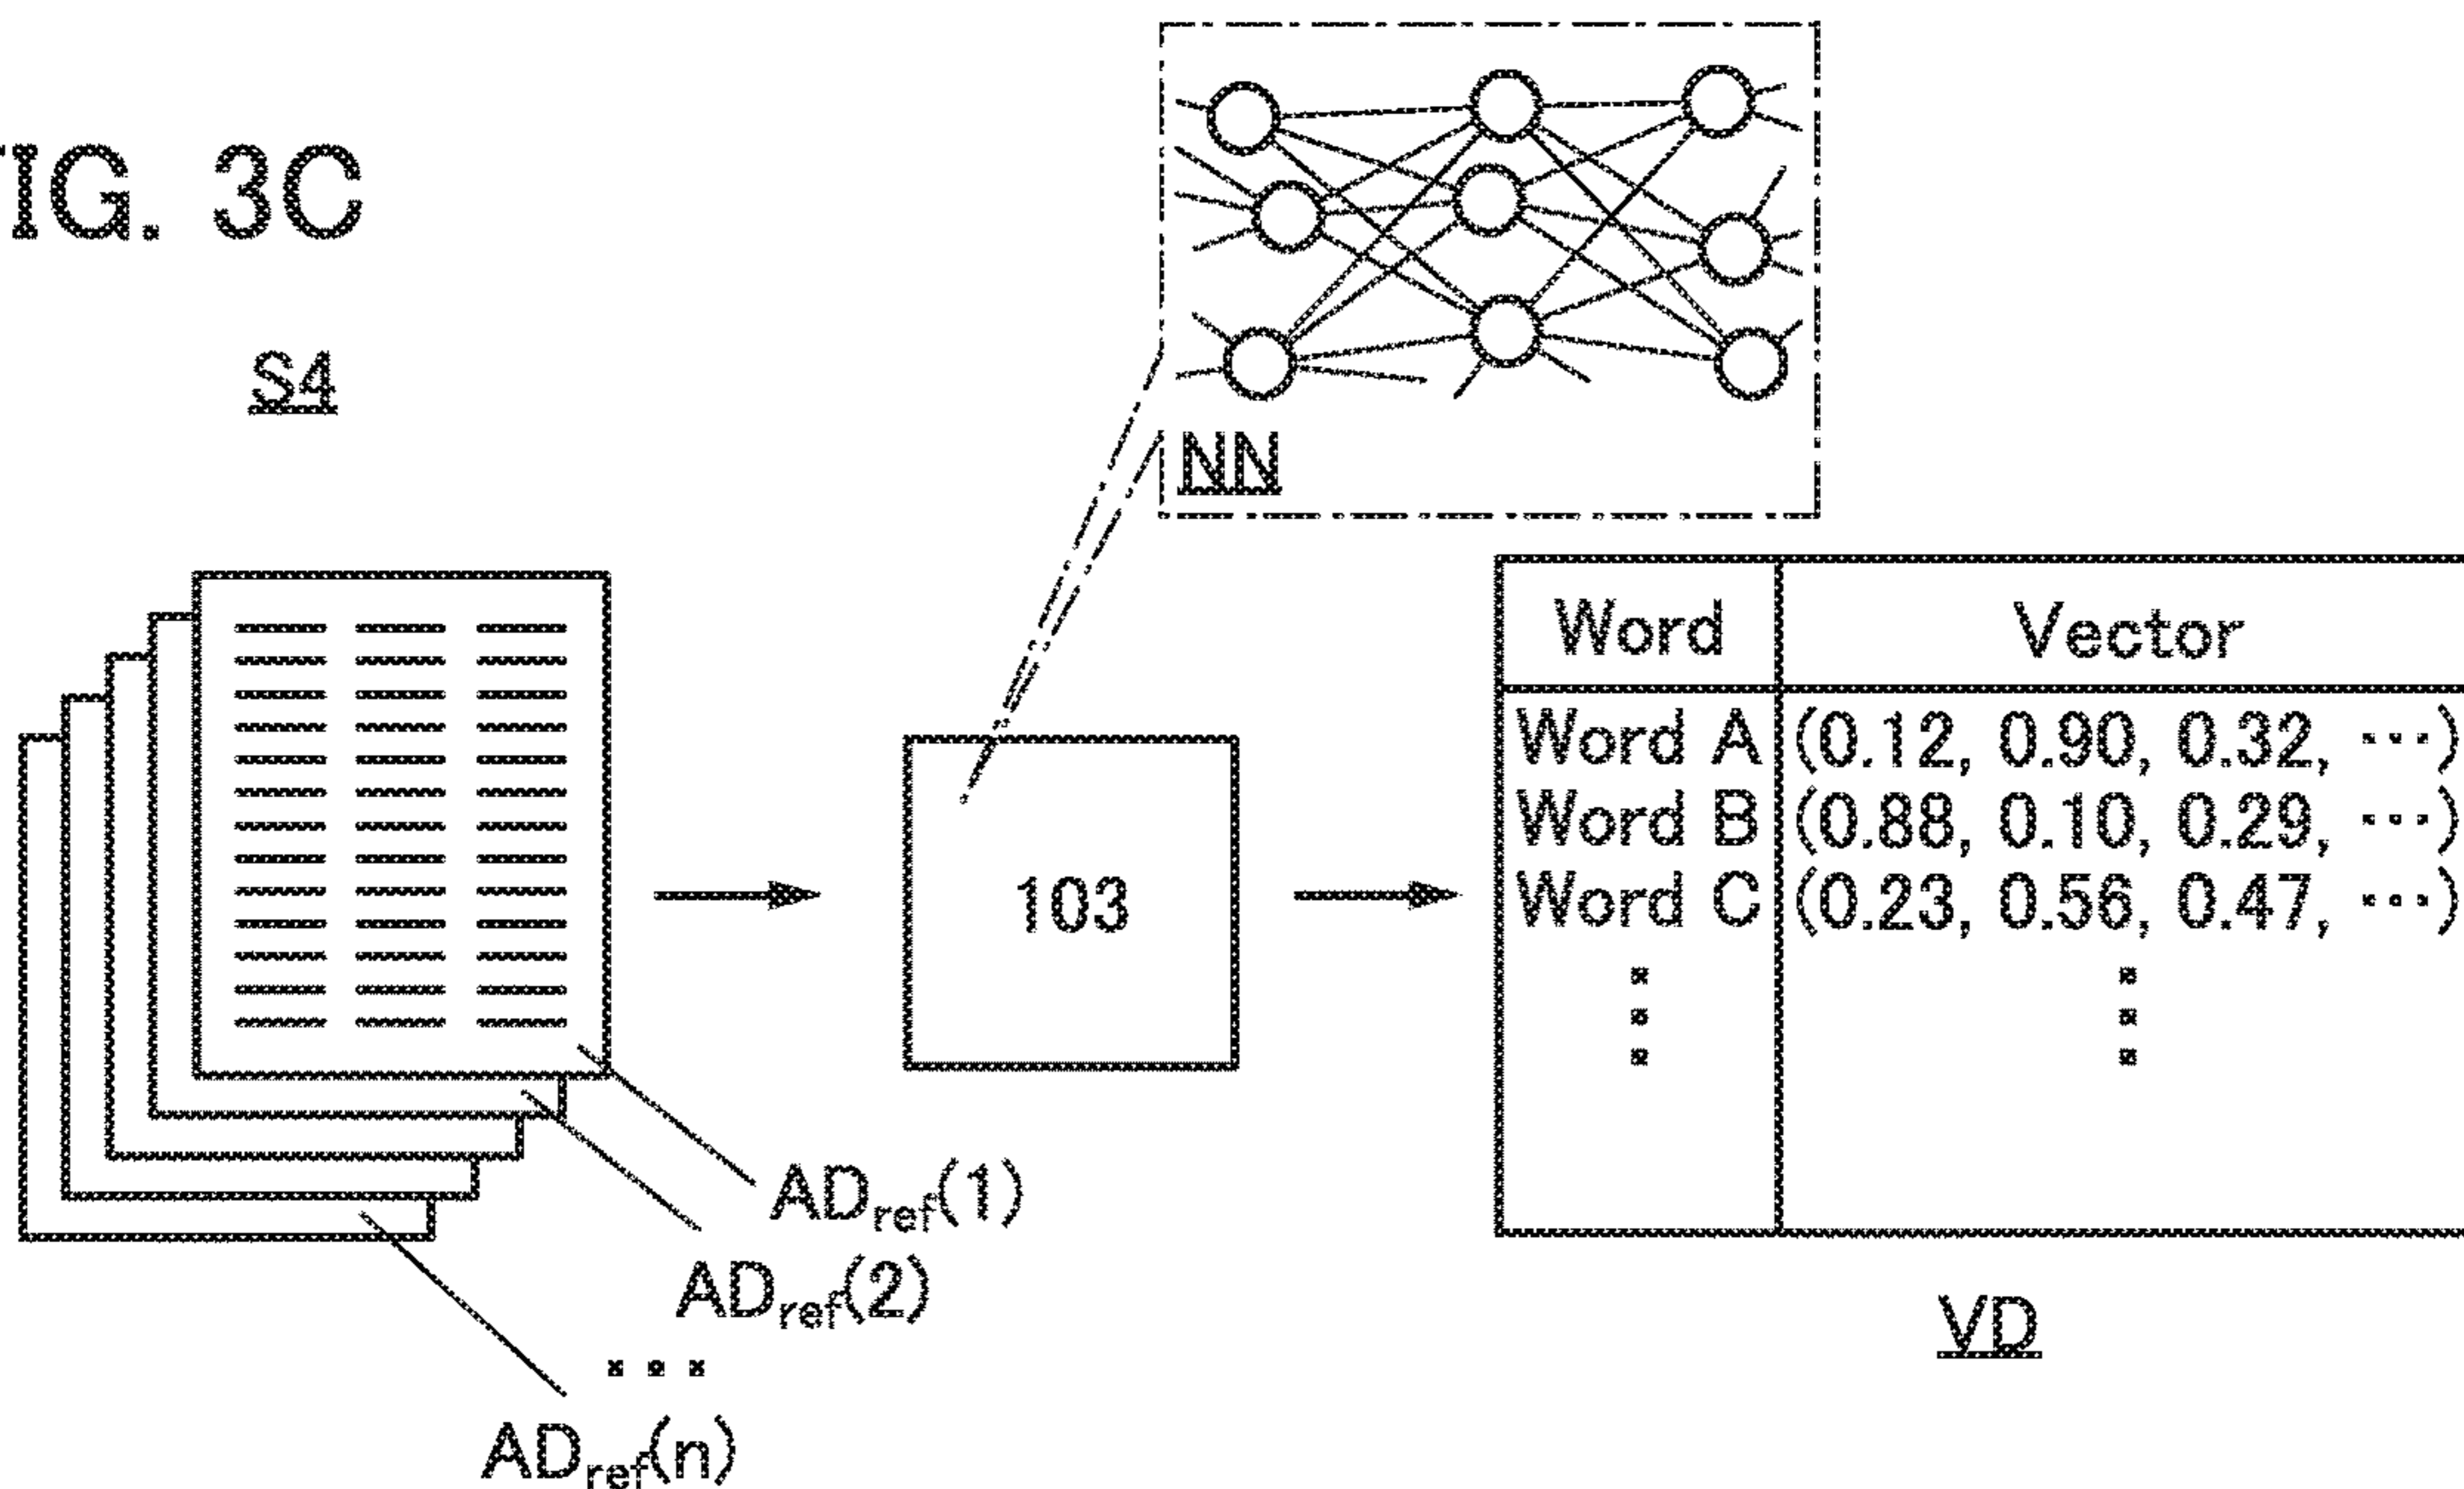 FIG. 3C
S4
NN
Word Vector
Word A (0.12, 0.90, 0.32, ⋯)
Word B (0.88, 0.10, 0.29, ⋯)
Word C (0.23, 0.56, 0.47, ⋯)
103
ADref(1)
ADref(2)
⋯
ADref(n)
VD